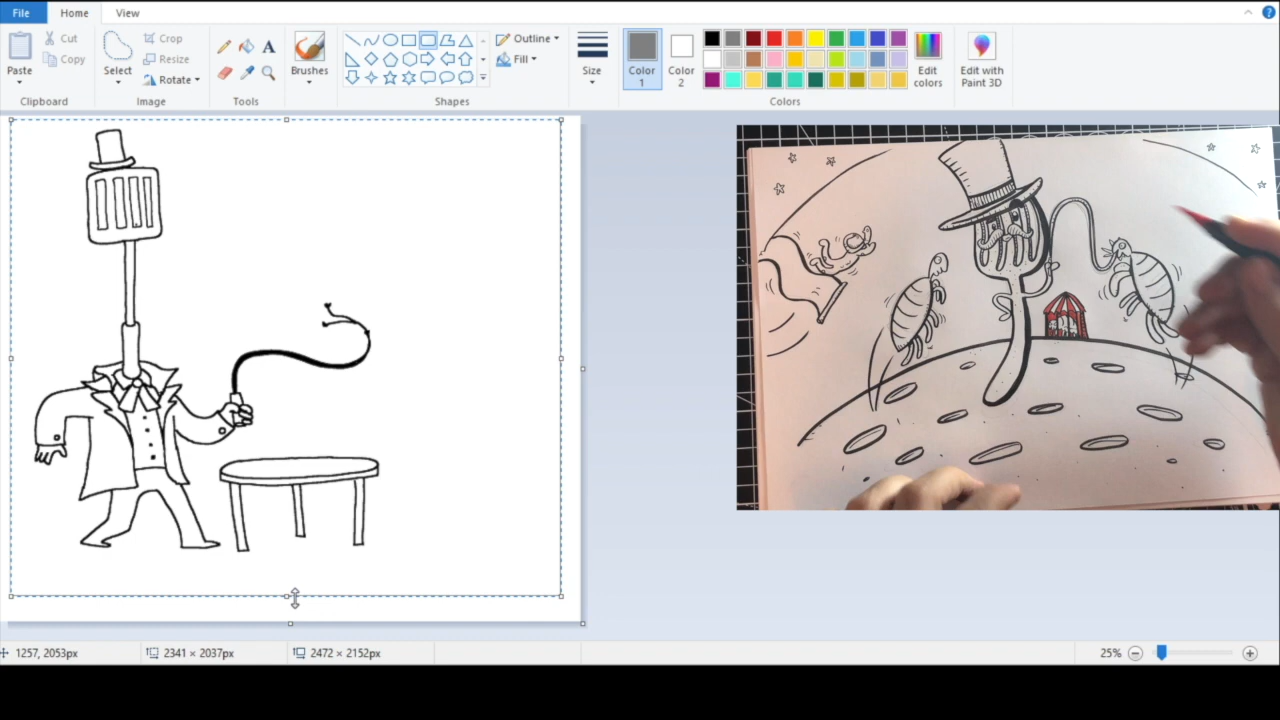 File Home View
Paste
Cut
Copy
Clipboard
Select
Crop
Resize
Rotate
Image
A
Tools
Brushes
Shapes
Outline
Fill
Size
Color 1
Color 2
Colors
Edit colors
Edit with Paint 3D
1257, 2053px 2341 × 2037px 2472 × 2152px 25%